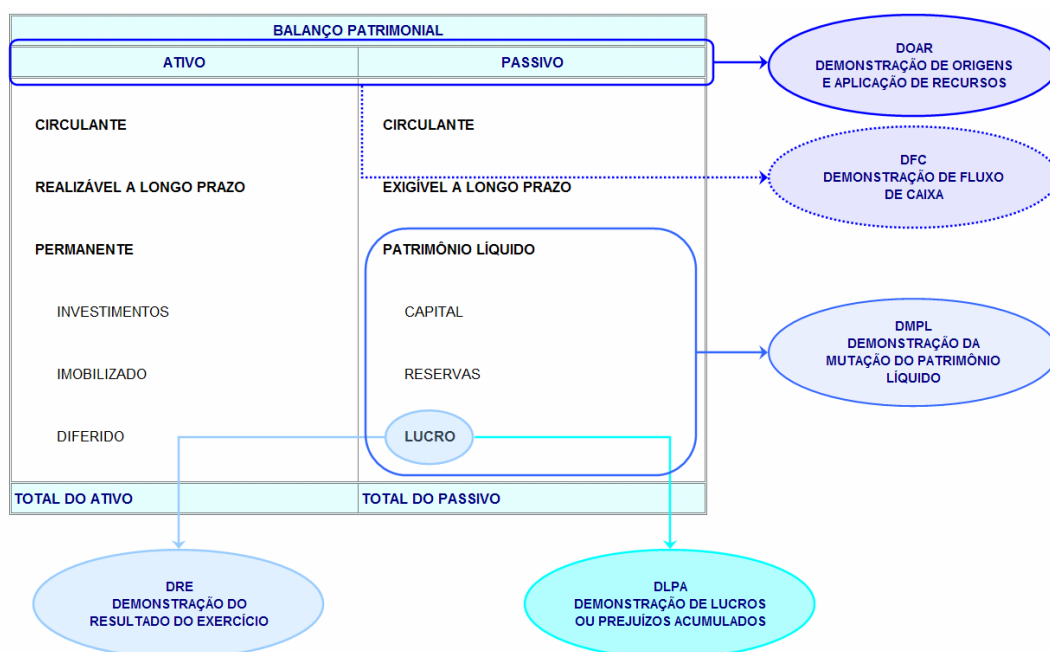 BALANÇO PATRIMONIAL
ATIVO
PASSIVO
CIRCULANTE
CIRCULANTE
REALIZÁVEL A LONGO PRAZO
EXIGÍVEL A LONGO PRAZO
PERMANENTE
PATRIMÔNIO LÍQUIDO
INVESTIMENTOS
CAPITAL
IMOBILIZADO
RESERVAS
DIFERIDO
LUCRO
TOTAL DO ATIVO
TOTAL DO PASSIVO
DOAR
DEMONSTRAÇÃO DE ORIGENS
E APLICAÇÃO DE RECURSOS
DFC
DEMONSTRAÇÃO DE FLUXO
DE CAIXA
DMPL
DEMONSTRAÇÃO DA
MUTAÇÃO DO PATRIMÔNIO
LÍQUIDO
DRE
DEMONSTRAÇÃO DO
RESULTADO DO EXERCÍCIO
DLPA
DEMONSTRAÇÃO DE LUCROS
OU PREJUÍZOS ACUMULADOS